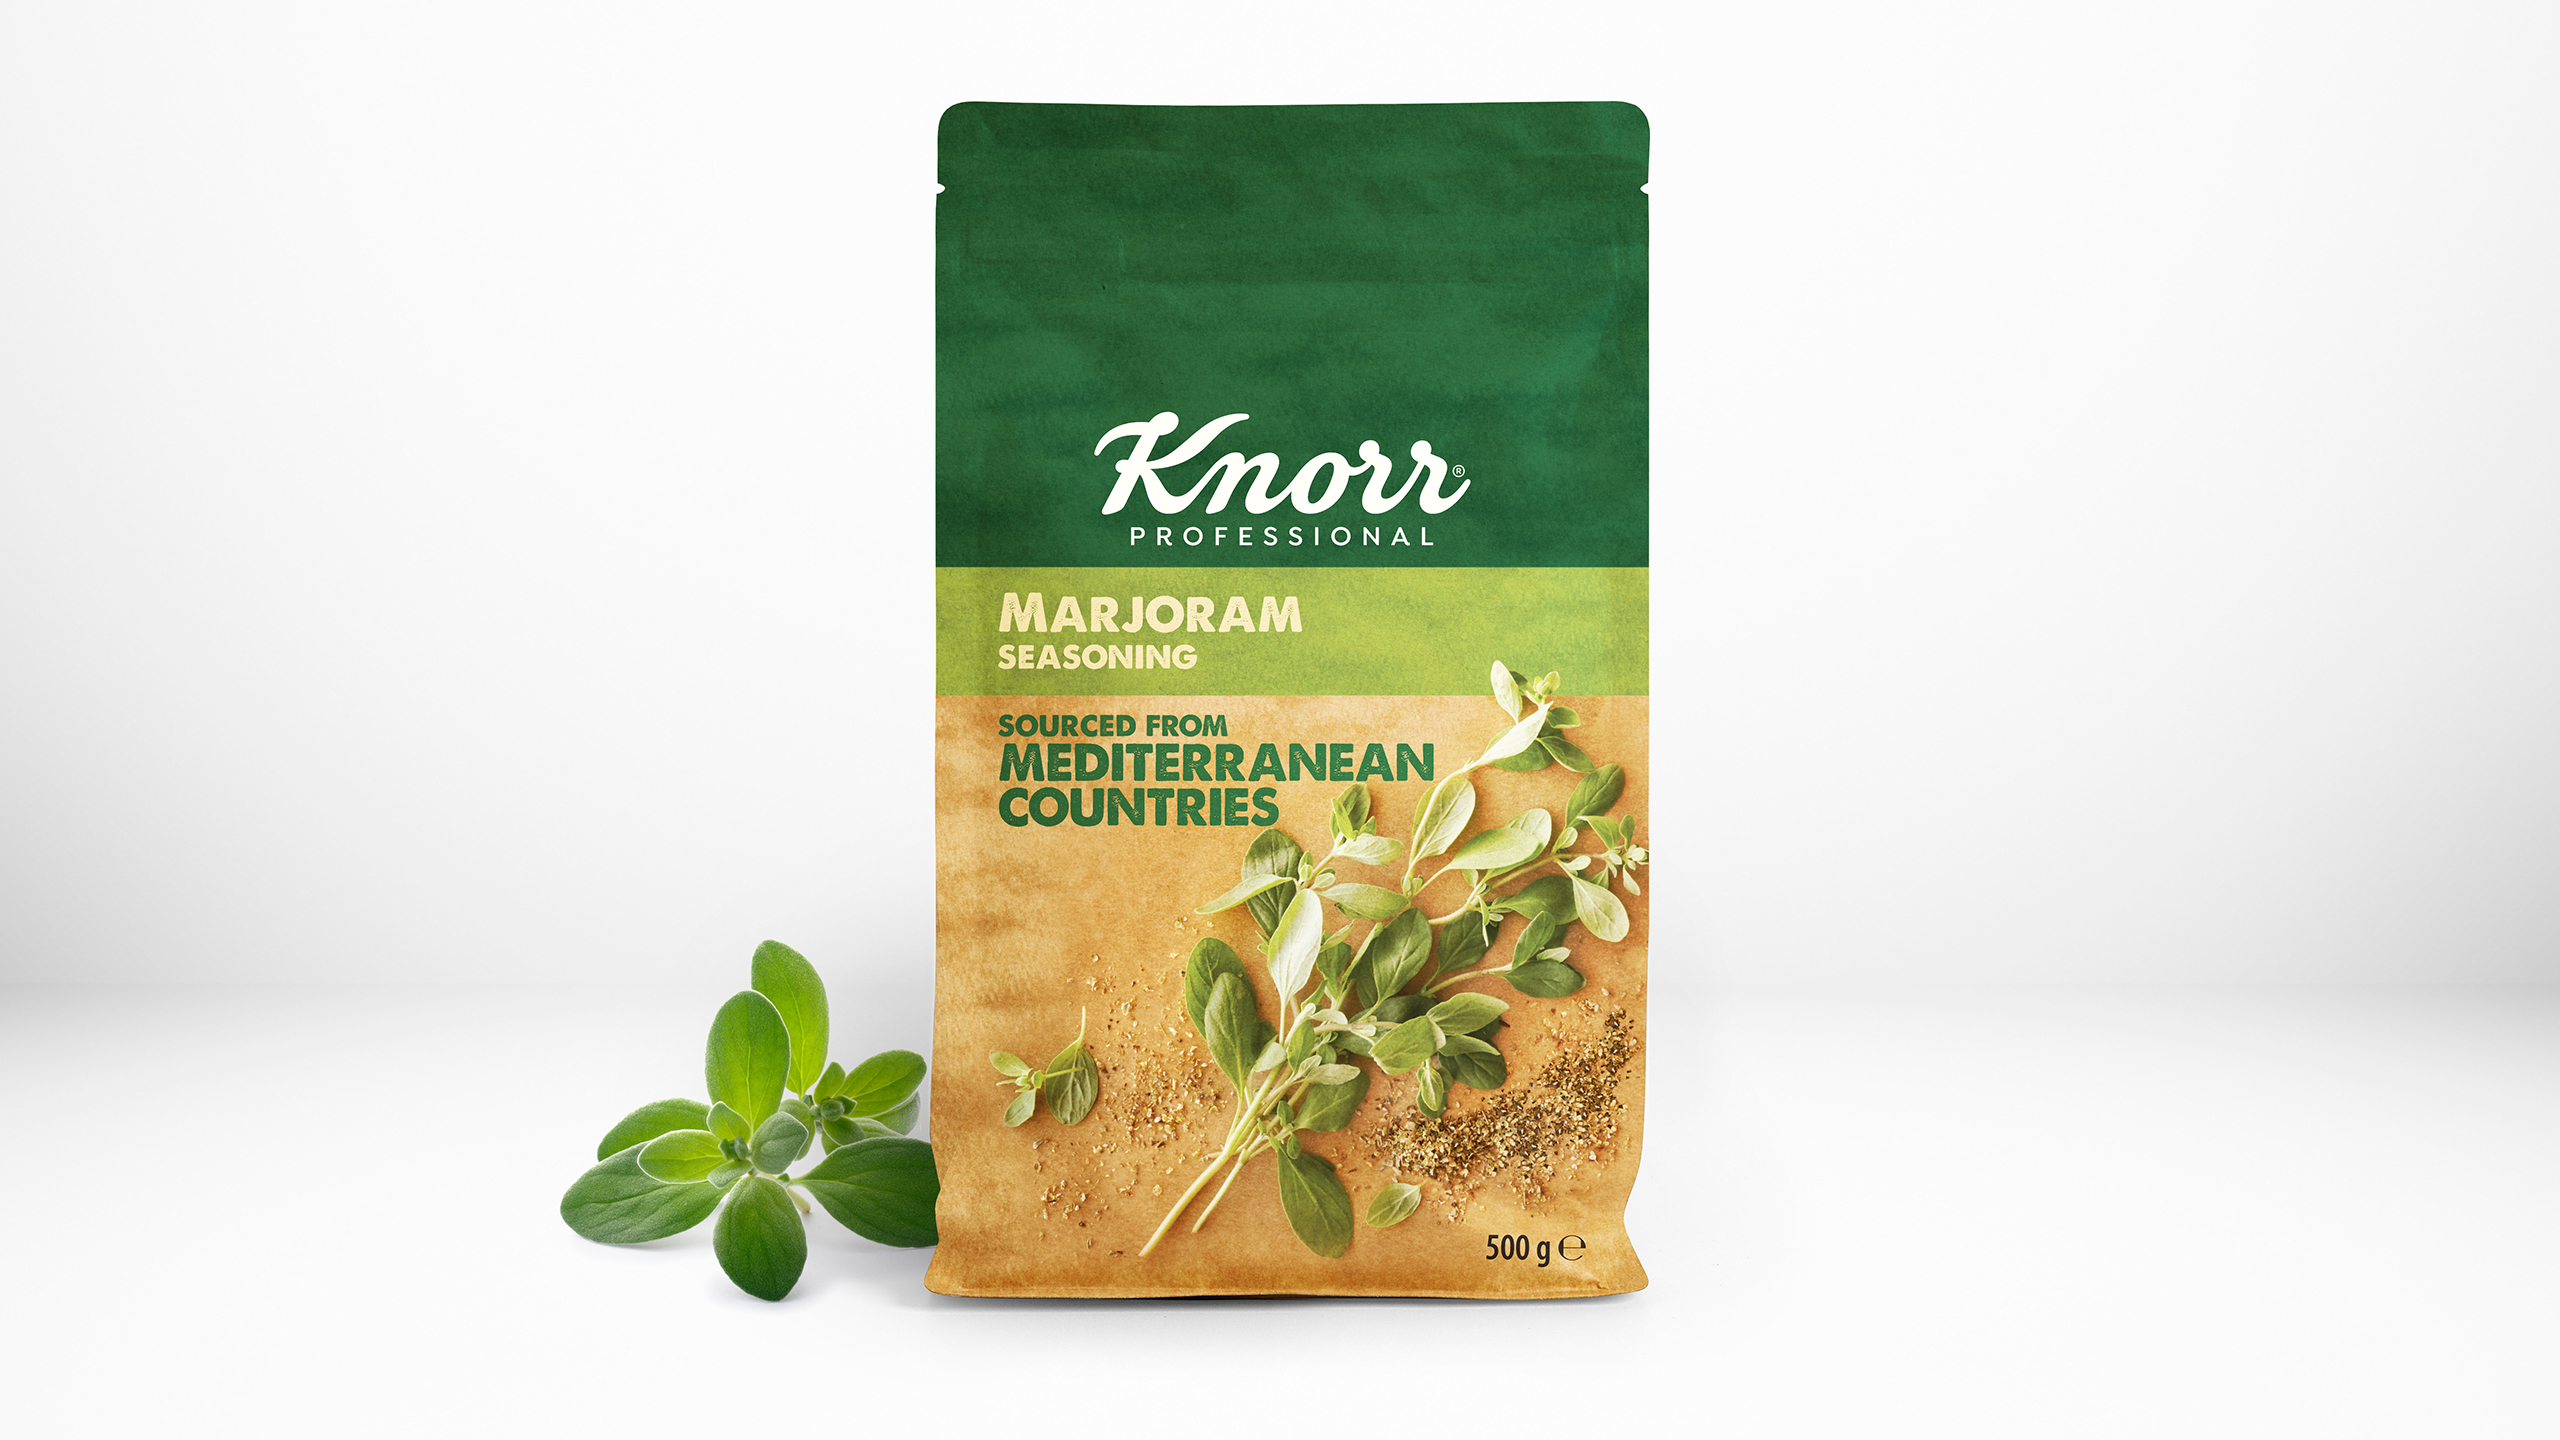 Knorr®
PROFESSIONAL
MARJORAM
SEASONING
SOURCED FROM
MEDITERRANEAN
COUNTRIES
500 g ℮